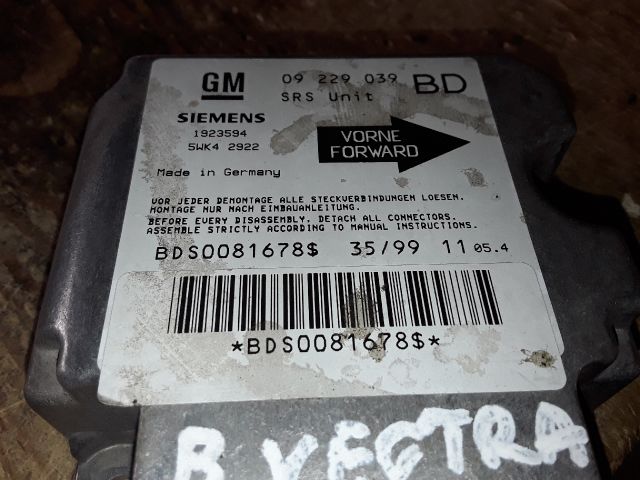 GM 09 229 039 BD
SRS Unit
SIEMENS
1923594
5WK4 2922
VORNE
FORWARD
Made in Germany
VOR JEDER DEMONTAGE ALLE STECKVERBINDUNGEN LOESEN.
MONTAGE NUR NACH EINBAUANLEITUNG.
BEFORE EVERY DISASSEMBLY, DETACH ALL CONNECTORS.
ASSEMBLE STRICTLY ACCORDING TO MANUAL INSTRUCTIONS.
BDS0081678$ 35/99 11 05.4
*BDS0081678$*
B VECTRA